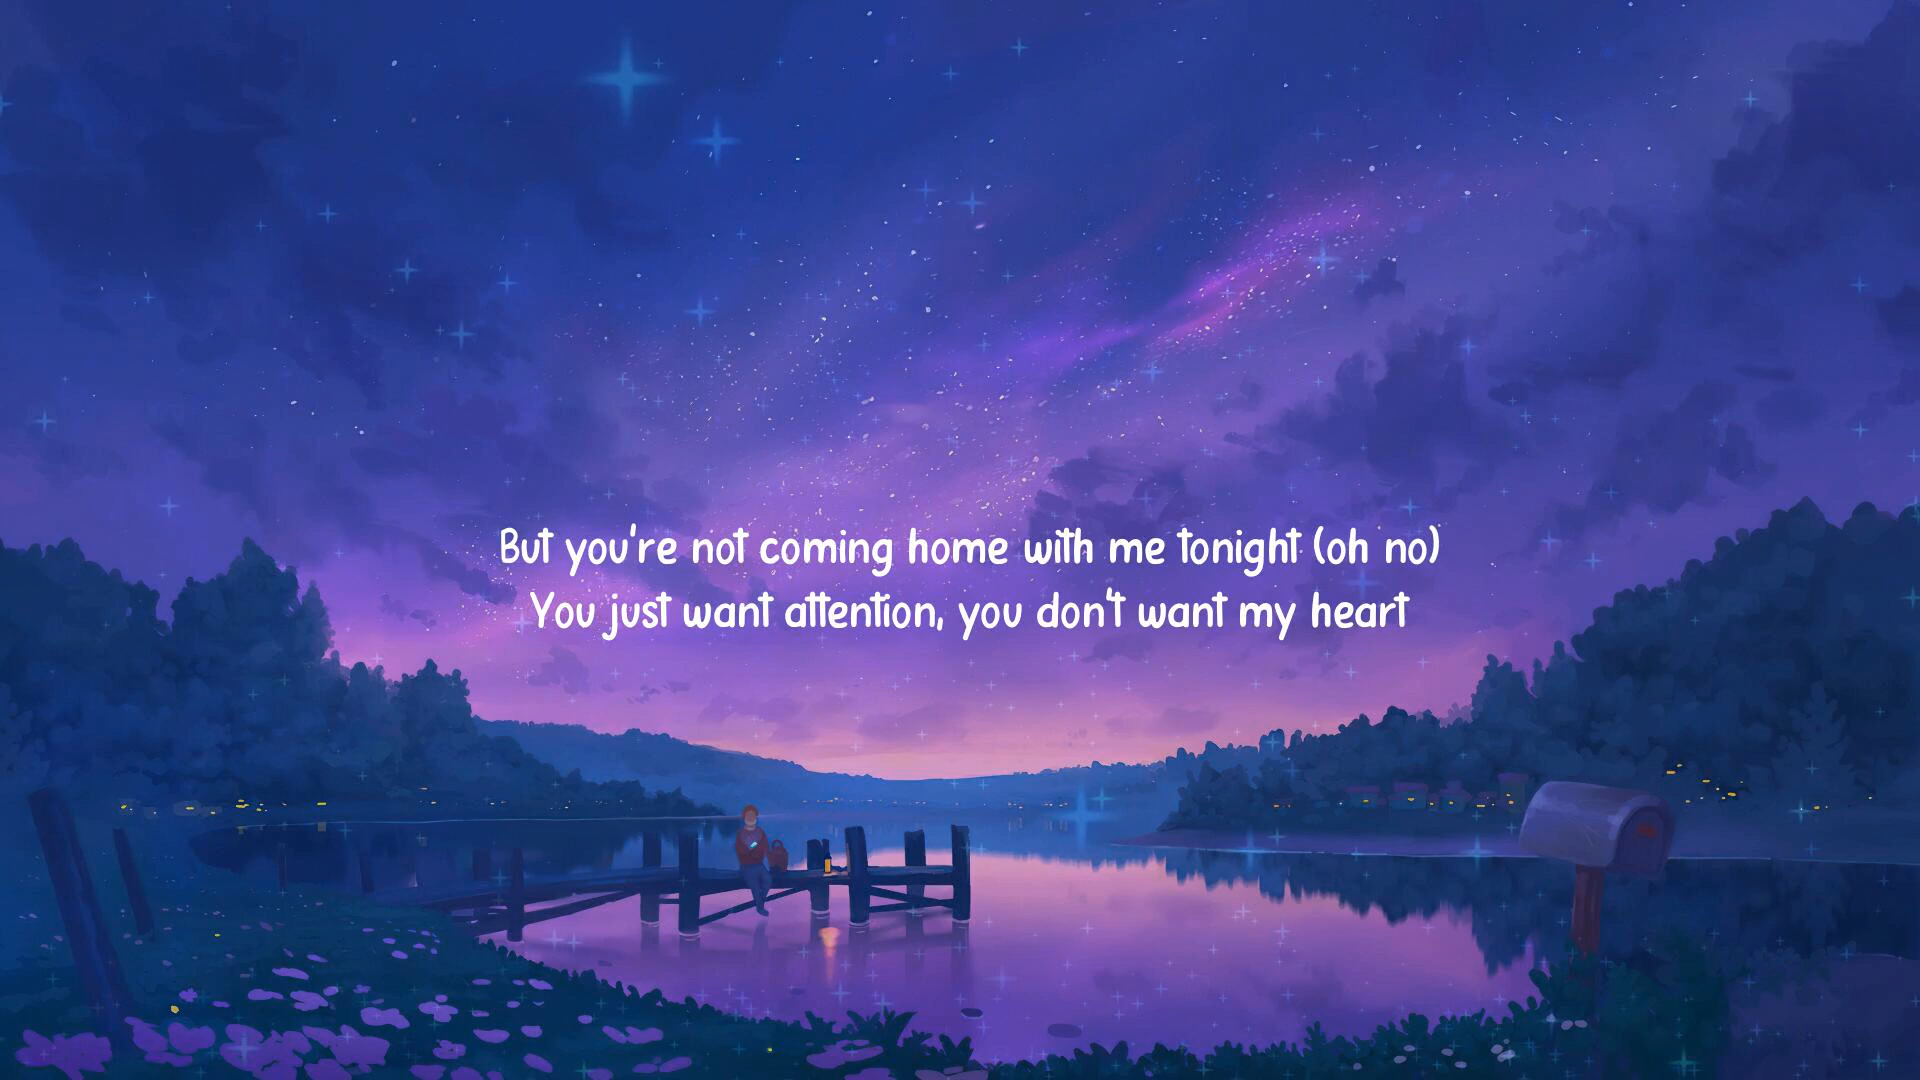 But you're not coming home with me tonight (oh no)
You just want attention, you don't want my heart